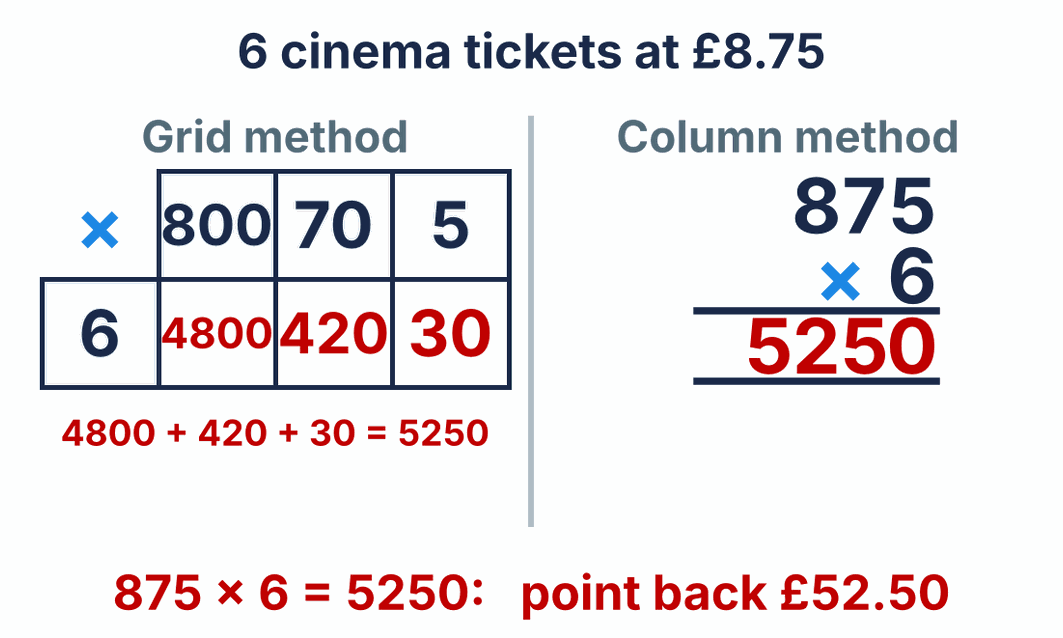 6 cinema tickets at £8.75
Grid method
× 800 70 5
6 4800 420 30
4800 + 420 + 30 = 5250
Column method
875
× 6
5250
875 × 6 = 5250: point back £52.50